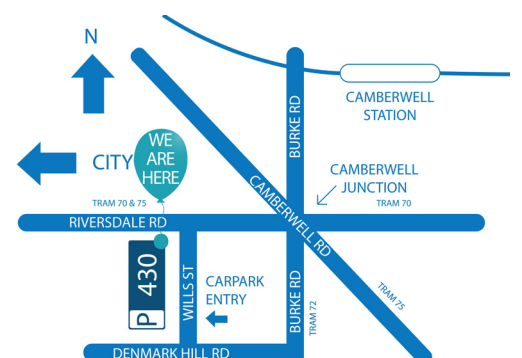 N
CITY
WE
ARE
HERE
CAMBERWELL
STATION
BURKE RD
CAMBERWELL
JUNCTION
CAMBERWELL RD
TRAM 70 & 75
TRAM 70
RIVERSDALE RD
P 430
WILLS ST
CARPARK
ENTRY
BURKE RD
TRAM 72
TRAM 75
DENMARK HILL RD